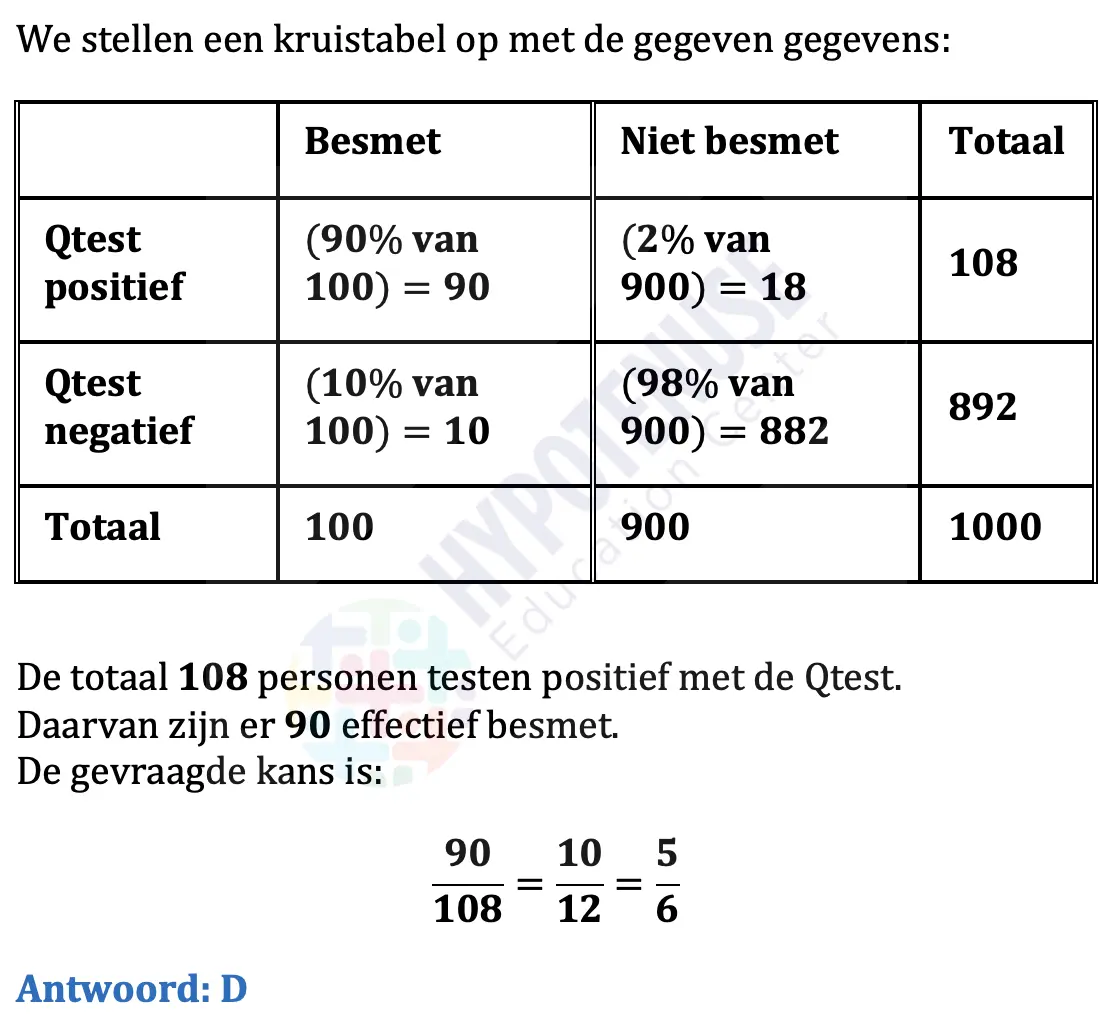 We stellen een kruistabel op met de gegeven gegevens:
Besmet Niet besmet Totaal
Qtest positief (90% van 100) = 90 (2% van 900) = 18 108
Qtest negatief (10% van 100) = 10 (98% van 900) = 882 892
Totaal 100 900 1000
HYPOTENUSE
Education Center
De totaal 108 personen testen positief met de Qtest.
Daarvan zijn er 90 effectief besmet.
De gevraagde kans is:
90/108 = 10/12 = 5/6
Antwoord: D